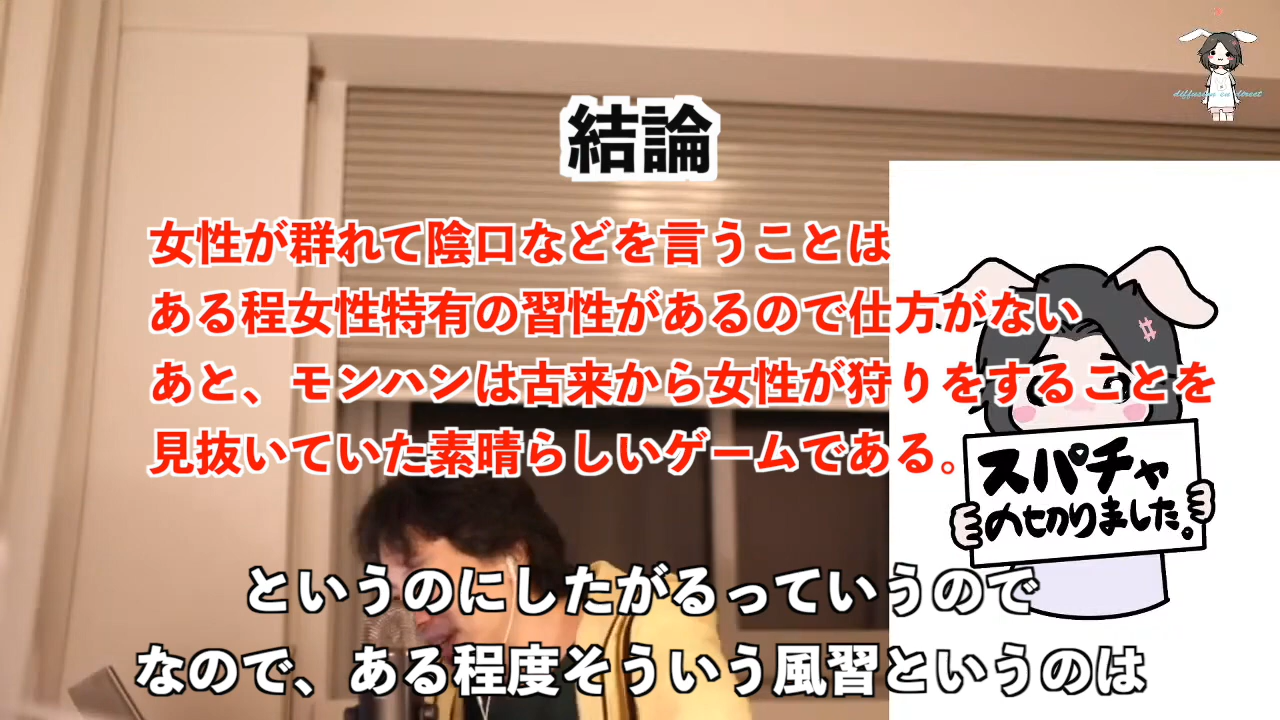 diffusion en direct
結論
女性が群れて陰口などを言うことは
ある程女性特有の習性があるので仕方がない
あと、モンハンは古来から女性が狩りをすることを
見抜いていた素晴らしいゲームである。
スパチャ
〆切りました。
というのにしたがるっていうので
なので、ある程度そういう風習というのは